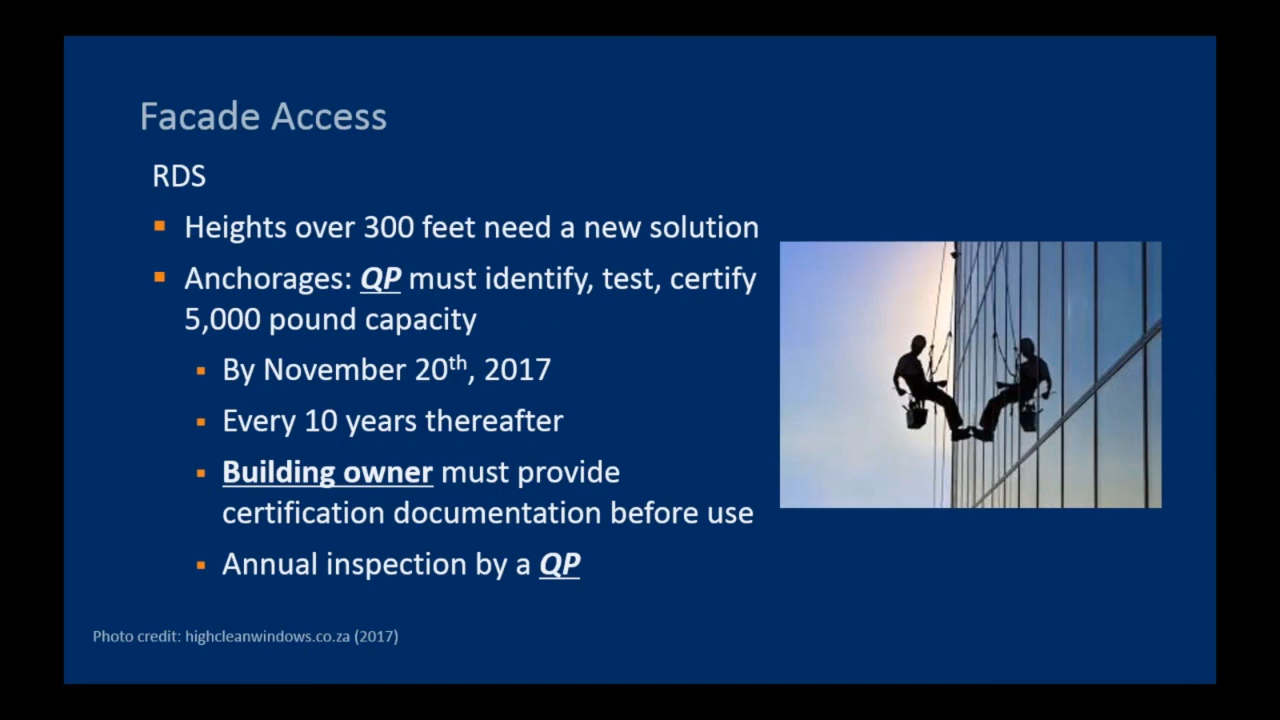 Facade Access
RDS
Heights over 300 feet need a new solution
Anchorages: QP must identify, test, certify
5,000 pound capacity
By November 20th, 2017
Every 10 years thereafter
Building owner must provide
certification documentation before use
Annual inspection by a QP
Photo credit: highcleanwindows.co.za (2017)